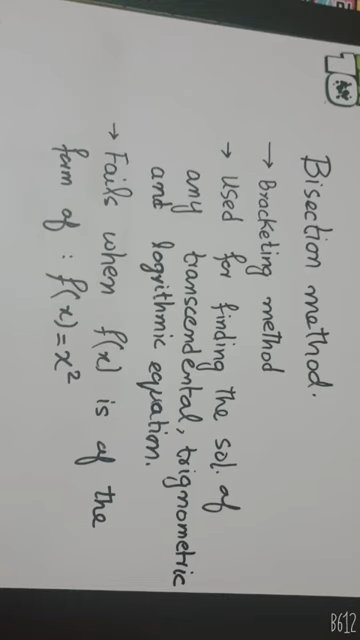 Bisection method.
→ Bracketing method
→ Used for finding the sol. of
any transcendental, trignometric
and logrithmic equation.
→ Fails when f(x) is of the
form of : f(x)=x²
B612